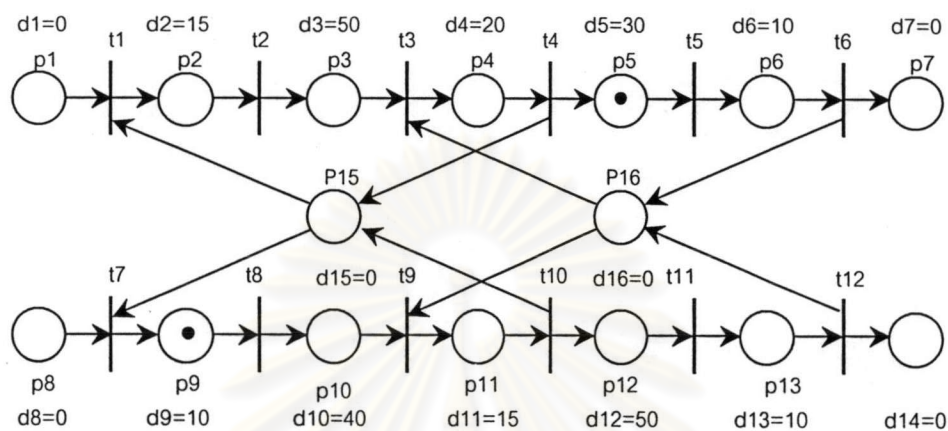 d1=0 d2=15 d3=50 d4=20 d5=30 d6=10 d7=0
t1 t2 t3 t4 t5 t6
p1 p2 p3 p4 p5 p6 p7
P15 P16
t7 t8 d15=0 t9 t10 d16=0 t11 t12
p8 p9 p10 p11 p12 p13
d8=0 d9=10 d10=40 d11=15 d12=50 d13=10 d14=0